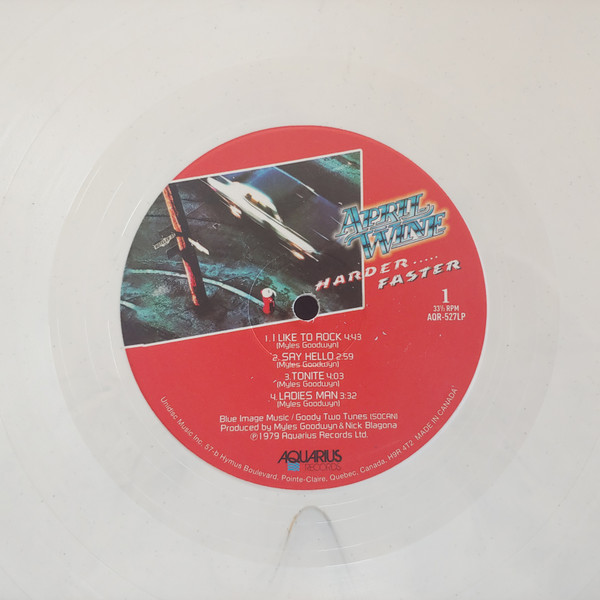 APRIL
WINE
HARDER.....
FASTER
1
33⅓ RPM
AQR-527LP
1. I LIKE TO ROCK 4:43
(Myles Goodwyn)
2. SAY HELLO 2:59
(Myles Goodwyn)
3. TONITE 4:03
(Myles Goodwyn)
4. LADIES MAN 3:32
(Myles Goodwyn)
Blue Image Music / Goody Two Tunes (SOCAN)
Produced by Myles Goodwyn & Nick Blagona
℗ 1979 Aquarius Records Ltd.
AQUARIUS
RECORDS
Unidisc Music Inc. 57-b Hymus Boulevard, Pointe-Claire, Quebec, Canada, H9R 4T2. MADE IN CANADA